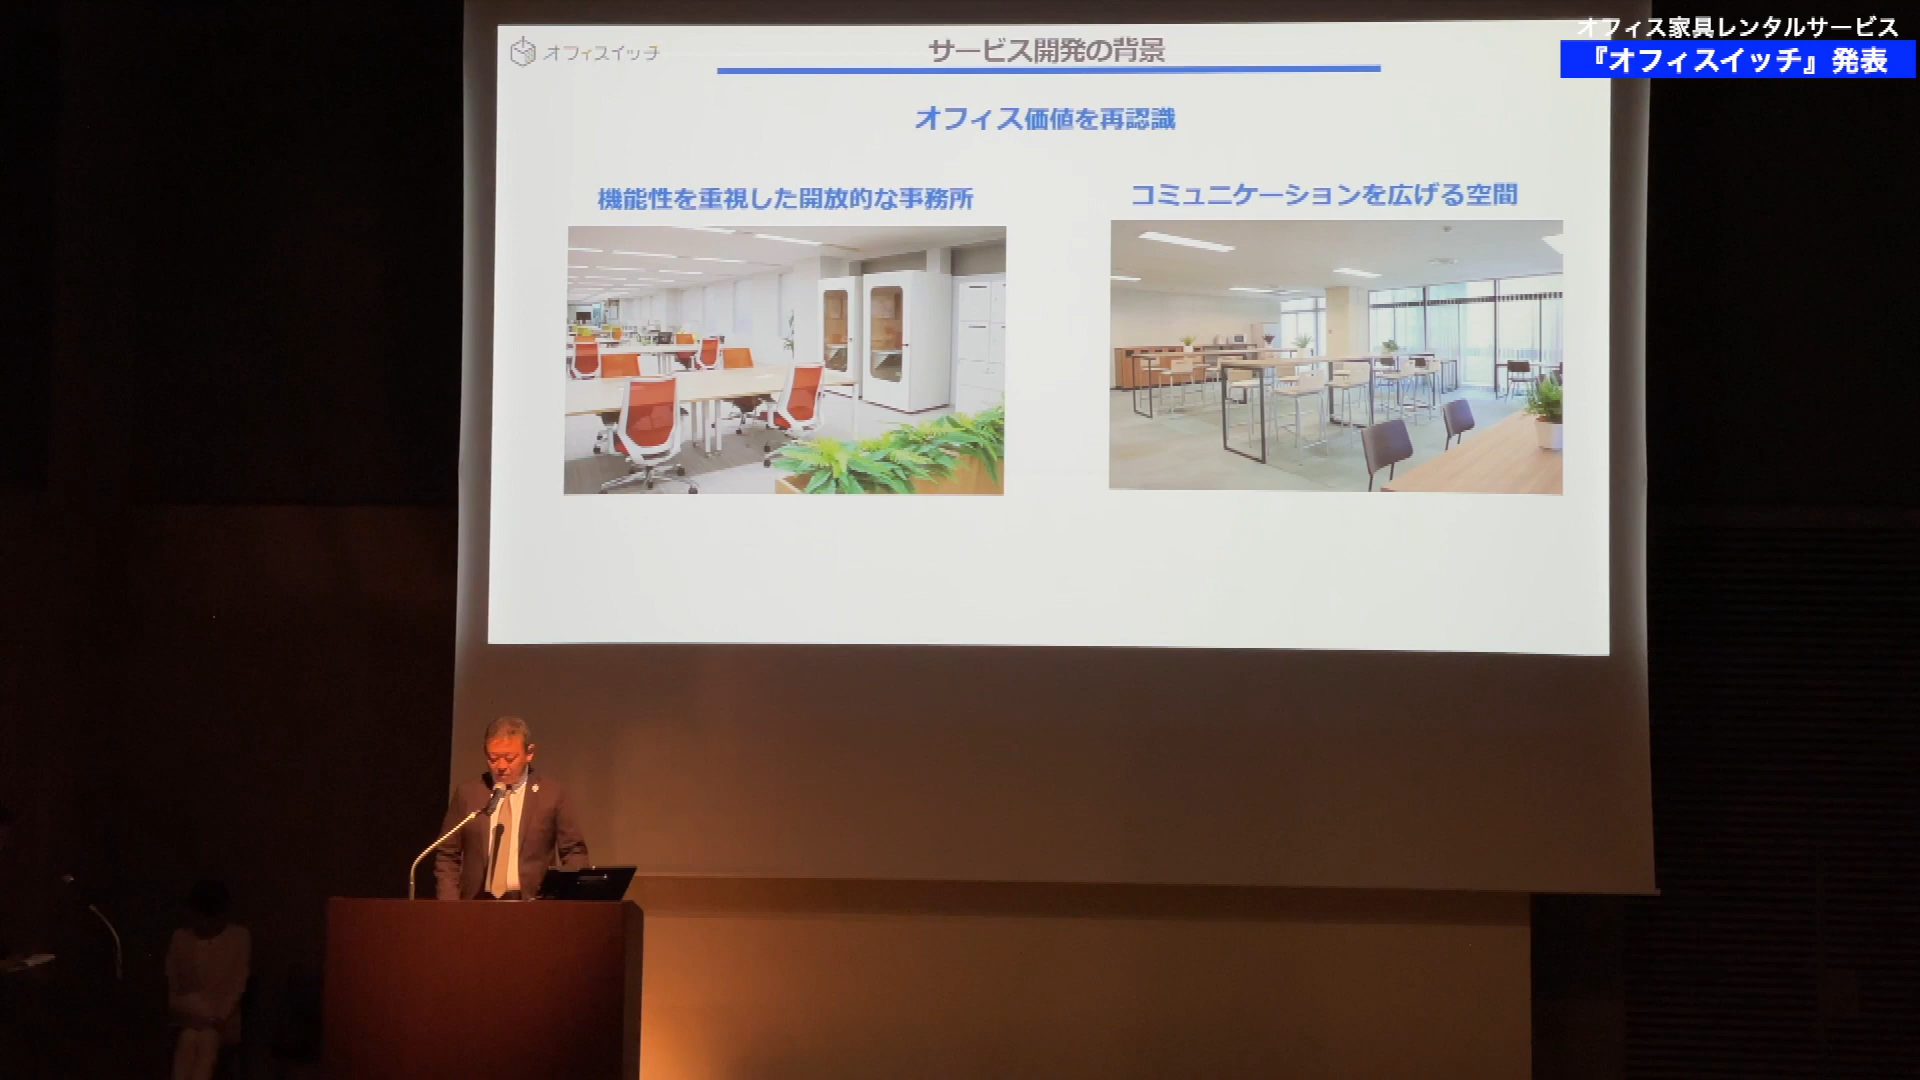 オフィス家具レンタルサービス
『オフィスイッチ』発表
オフィスイッチ
サービス開発の背景
オフィス価値を再認識
機能性を重視した開放的な事務所
コミュニケーションを広げる空間